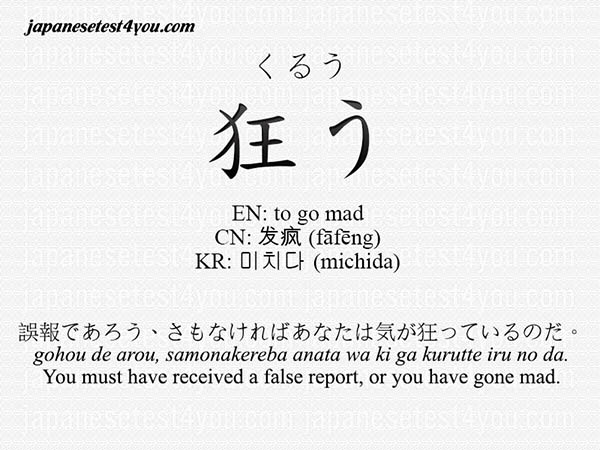 japanesetest4you.com
くるう
狂う
EN: to go mad
CN: 发疯 (fāfēng)
KR: 미치다 (michida)
誤報であろう、さもなければあなたは気が狂っているのだ。
gohou de arou, samonakereba anata wa ki ga kurutte iru no da.
You must have received a false report, or you have gone mad.